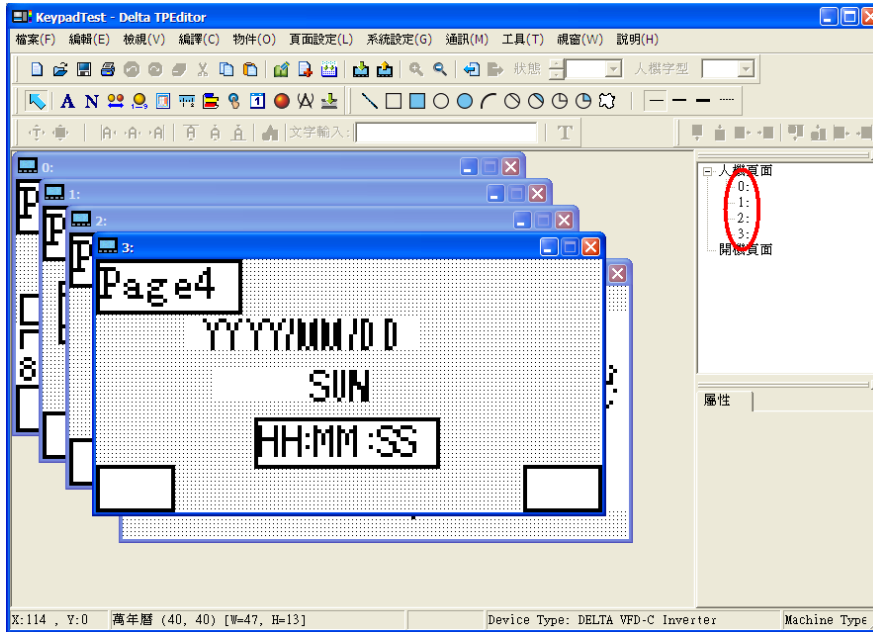 KeypadTest - Delta TPEditor
檔案(F) 編輯(E) 檢視(V) 編譯(C) 物件(O) 頁面設定(L) 系統設定(G) 通訊(M) 工具(T) 視窗(W) 說明(H)
狀態 人機字型
A N
文字輸入: T
0:
1:
2:
3:
Page4
YYYY/MM/DD
SUN
HH:MM:SS
人機頁面
0:
1:
2:
3:
開機頁面
屬性
X:114 , Y:0 萬年曆 (40, 40) [W=47, H=13] Device Type: DELTA VFD-C Inverter Machine Type